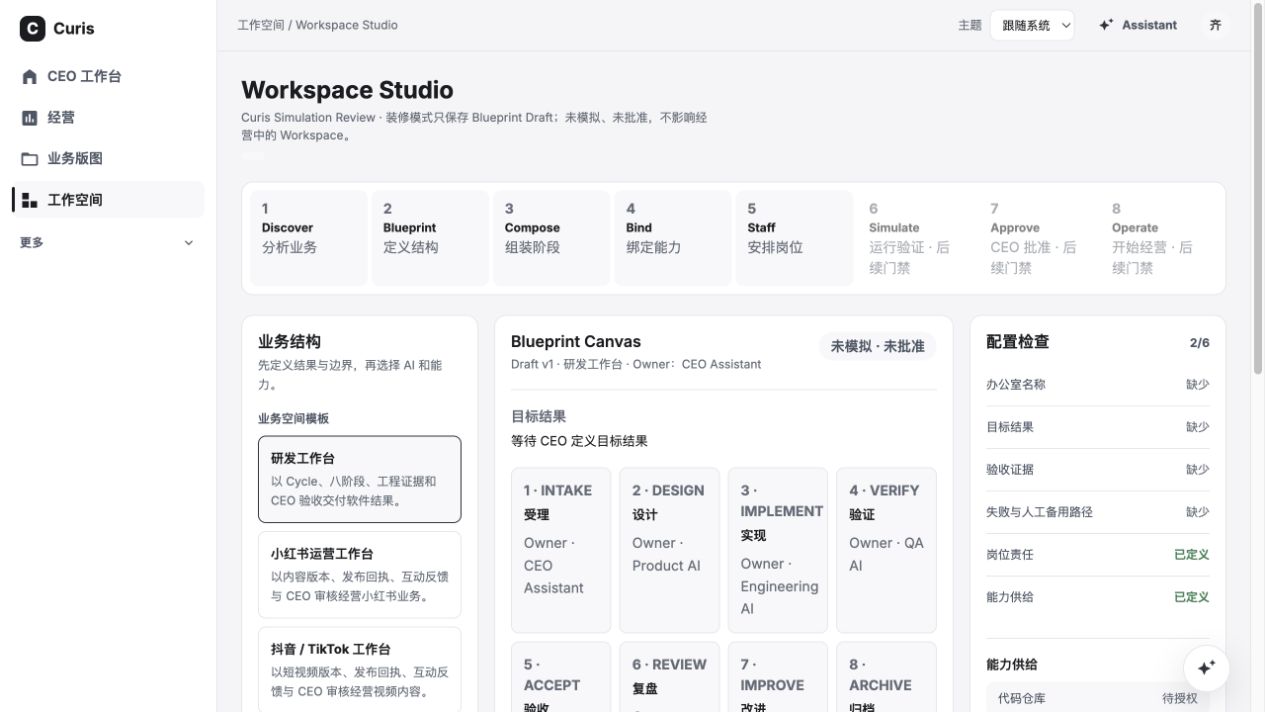 C Curis
CEO 工作台
经营
业务版图
工作空间
更多
工作空间 / Workspace Studio
主题
跟随系统
Assistant
齐
Workspace Studio
Curis Simulation Review · 装修模式只保存 Blueprint Draft；未模拟、未批准，不影响经
营中的 Workspace。
1
Discover
分析业务
2
Blueprint
定义结构
3
Compose
组装阶段
4
Bind
绑定能力
5
Staff
安排岗位
6
Simulate
运行验证 · 后
续门禁
7
Approve
CEO 批准 · 后
续门禁
8
Operate
开始经营 · 后
续门禁
业务结构
先定义结果与边界，再选择 AI 和能
力。
业务空间模板
研发工作台
以 Cycle、八阶段、工程证据和
CEO 验收交付软件结果。
小红书运营工作台
以内容版本、发布回执、互动反馈
与 CEO 审核经营小红书业务。
抖音 / TikTok 工作台
以短视频版本、发布回执、互动反
馈与 CEO 审核经营视频内容。
Blueprint Canvas
Draft v1 · 研发工作台 · Owner：CEO Assistant
未模拟 · 未批准
目标结果
等待 CEO 定义目标结果
1 · INTAKE
受理
Owner ·
CEO
Assistant
2 · DESIGN
设计
Owner ·
Product AI
3 ·
IMPLEMENT
实现
Owner ·
Engineering
AI
4 · VERIFY
验证
Owner · QA
AI
5 ·
ACCEPT
验收
6 · REVIEW
复盘
7 ·
IMPROVE
改进
8 ·
ARCHIVE
归档
配置检查
2/6
办公室名称
缺少
目标结果
缺少
验收证据
缺少
失败与人工备用路径
缺少
岗位责任
已定义
能力供给
已定义
能力供给
代码仓库
待授权